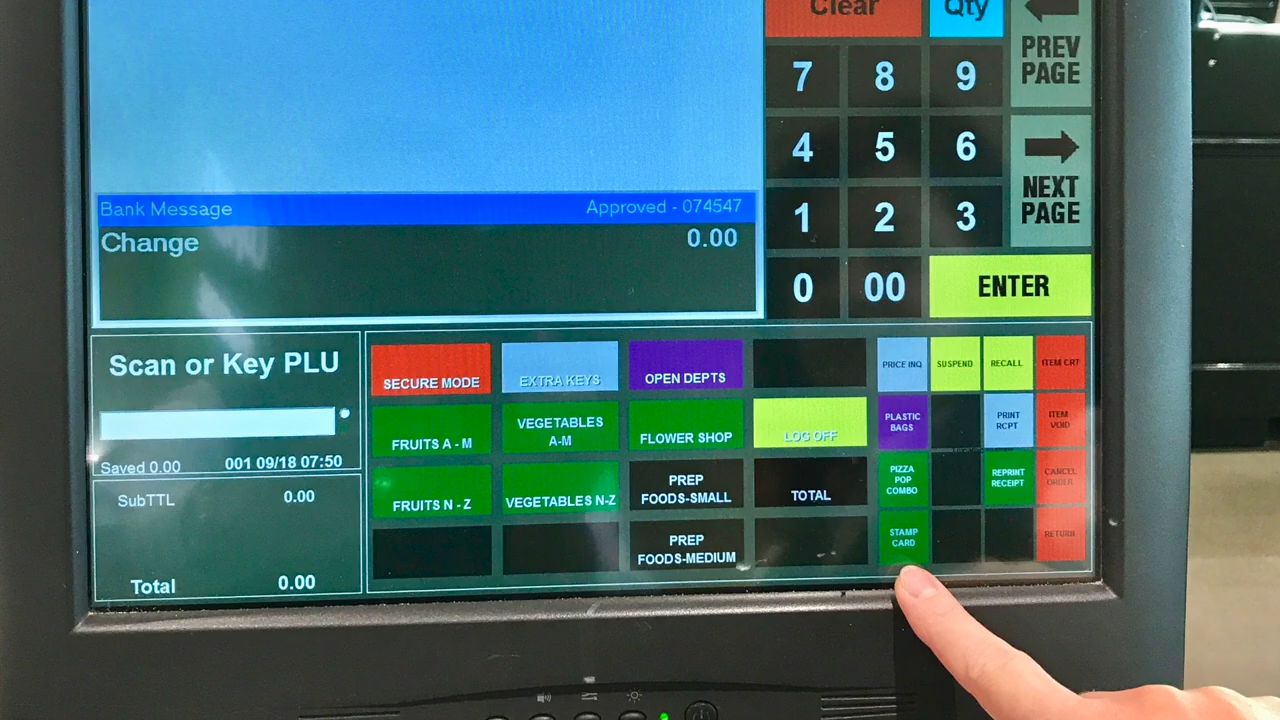 Clear
Qty
PREV
PAGE
7
8
9
4
5
6
NEXT
PAGE
1
2
3
0
00
ENTER
Bank Message
Approved - 074547
Change
0.00
Scan or Key PLU
Saved 0.00
001 09/18 07:50
SubTTL
0.00
Total
0.00
SECURE MODE
EXTRA KEYS
OPEN DEPTS
PRICE INQ
SUSPEND
RECALL
ITEM CRT
FRUITS A - M
VEGETABLES
A-M
FLOWER SHOP
LOG OFF
PLASTIC
BAGS
PRINT
RCPT
ITEM
VOID
FRUITS N - Z
VEGETABLES N-Z
PREP
FOODS-SMALL
TOTAL
PIZZA
POP
COMBO
REPRINT
RECEIPT
CANCEL
ORDER
PREP
FOODS-MEDIUM
STAMP
CARD
RETURN